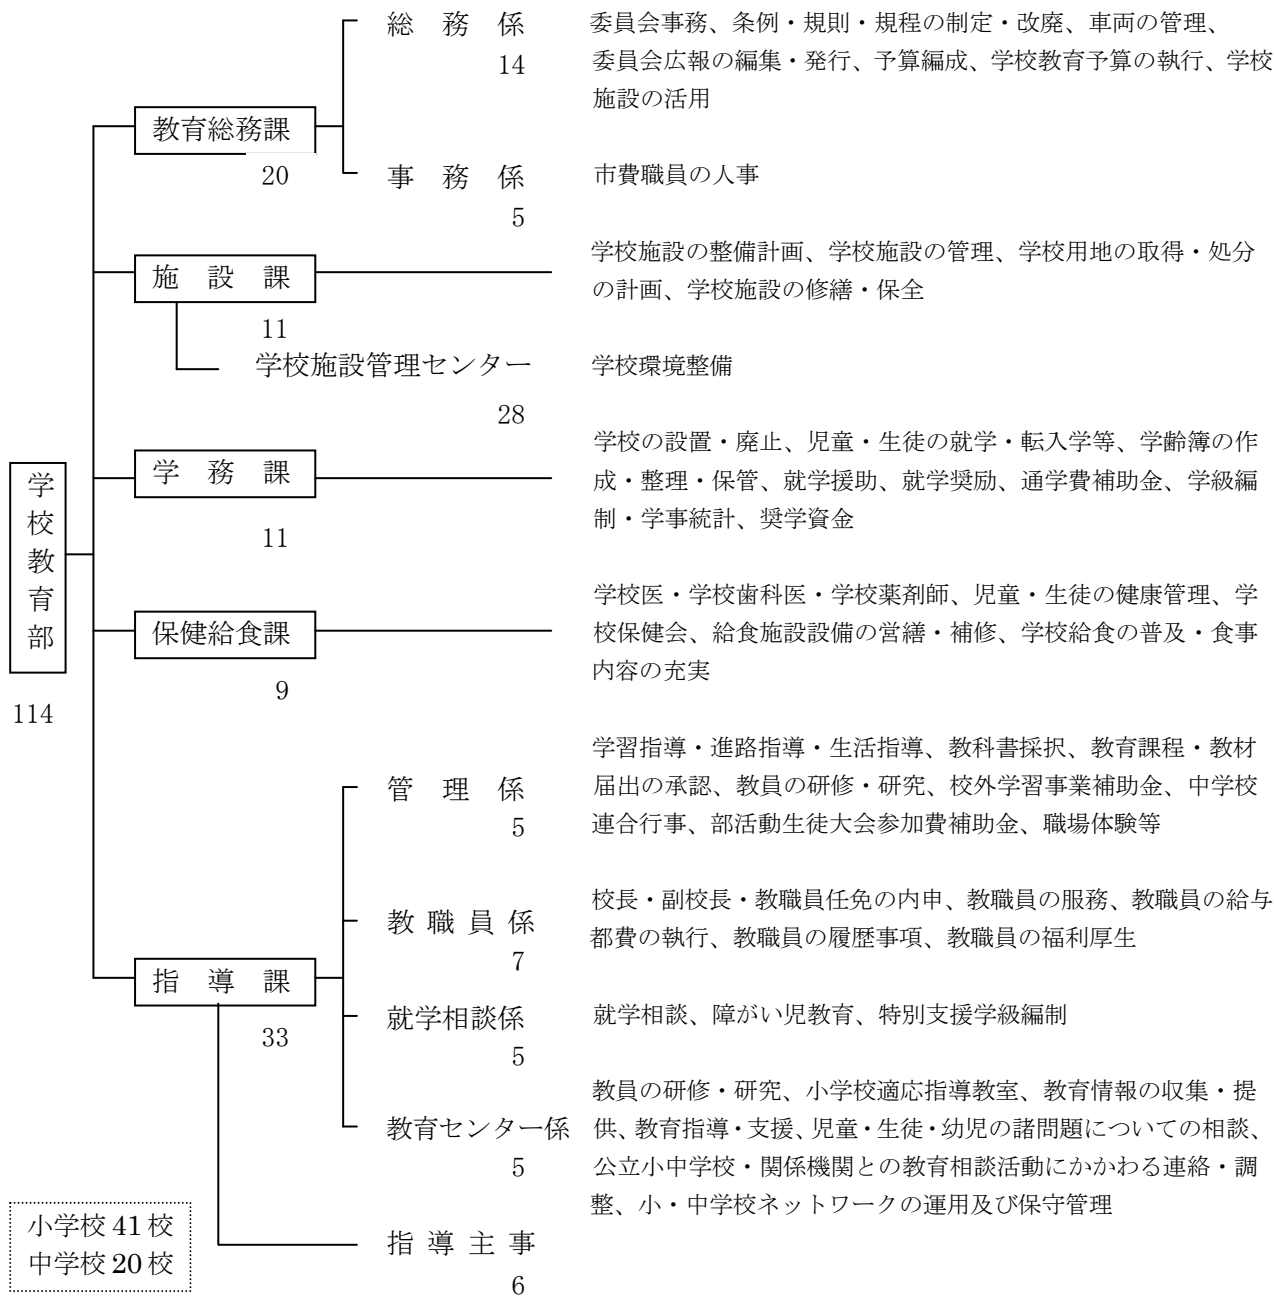 総務係
14
委員会事務、条例・規則・規程の制定・改廃、車両の管理、
委員会広報の編集・発行、予算編成、学校教育予算の執行、学校
施設の活用
教育総務課
20
事務係
5
市費職員の人事
施設課
11
学校施設の整備計画、学校施設の管理、学校用地の取得・処分
の計画、学校施設の修繕・保全
学校施設管理センター
28
学校環境整備
学務課
11
学校の設置・廃止、児童・生徒の就学・転入学等、学齢簿の作
成・整理・保管、就学援助、就学奨励、通学費補助金、学級編
制・学事統計、奨学資金
学校教育部
114
保健給食課
9
学校医・学校歯科医・学校薬剤師、児童・生徒の健康管理、学
校保健会、給食施設設備の営繕・補修、学校給食の普及・食事
内容の充実
管理係
5
学習指導・進路指導・生活指導、教科書採択、教育課程・教材
届出の承認、教員の研修・研究、校外学習事業補助金、中学校
連合行事、部活動生徒大会参加費補助金、職場体験等
教職員係
7
校長・副校長・教職員任免の内申、教職員の服務、教職員の給与
都費の執行、教職員の履歴事項、教職員の福利厚生
指導課
33
就学相談係
5
就学相談、障がい児教育、特別支援学級編制
教育センター係
5
教員の研修・研究、小学校適応指導教室、教育情報の収集・提
供、教育指導・支援、児童・生徒・幼児の諸問題についての相談、
公立小中学校・関係機関との教育相談活動にかかわる連絡・調
整、小・中学校ネットワークの運用及び保守管理
指導主事
6
小学校 41 校
中学校 20 校